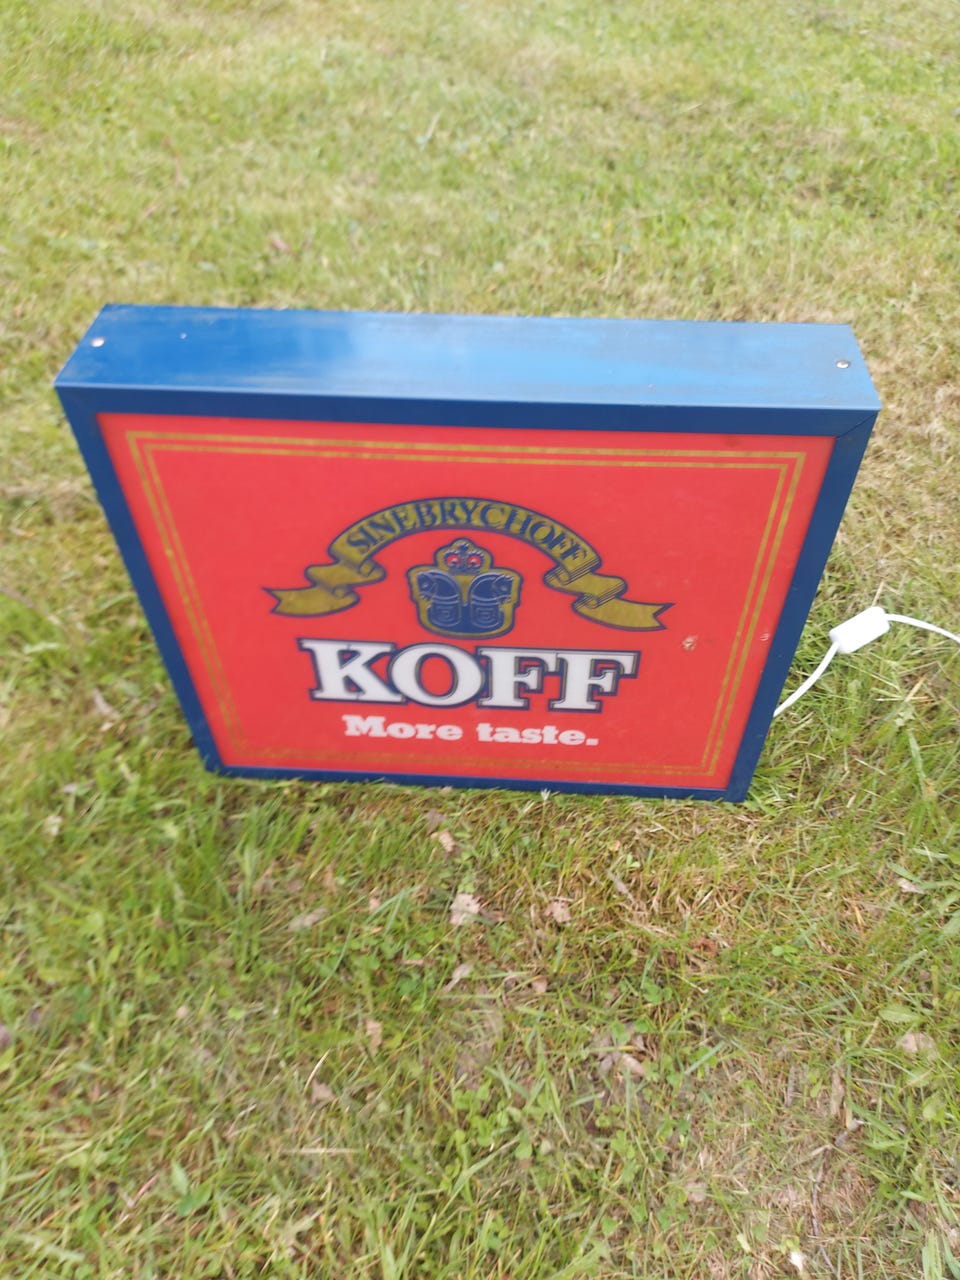 SINEBRYCHOFF
KOFF
More taste.